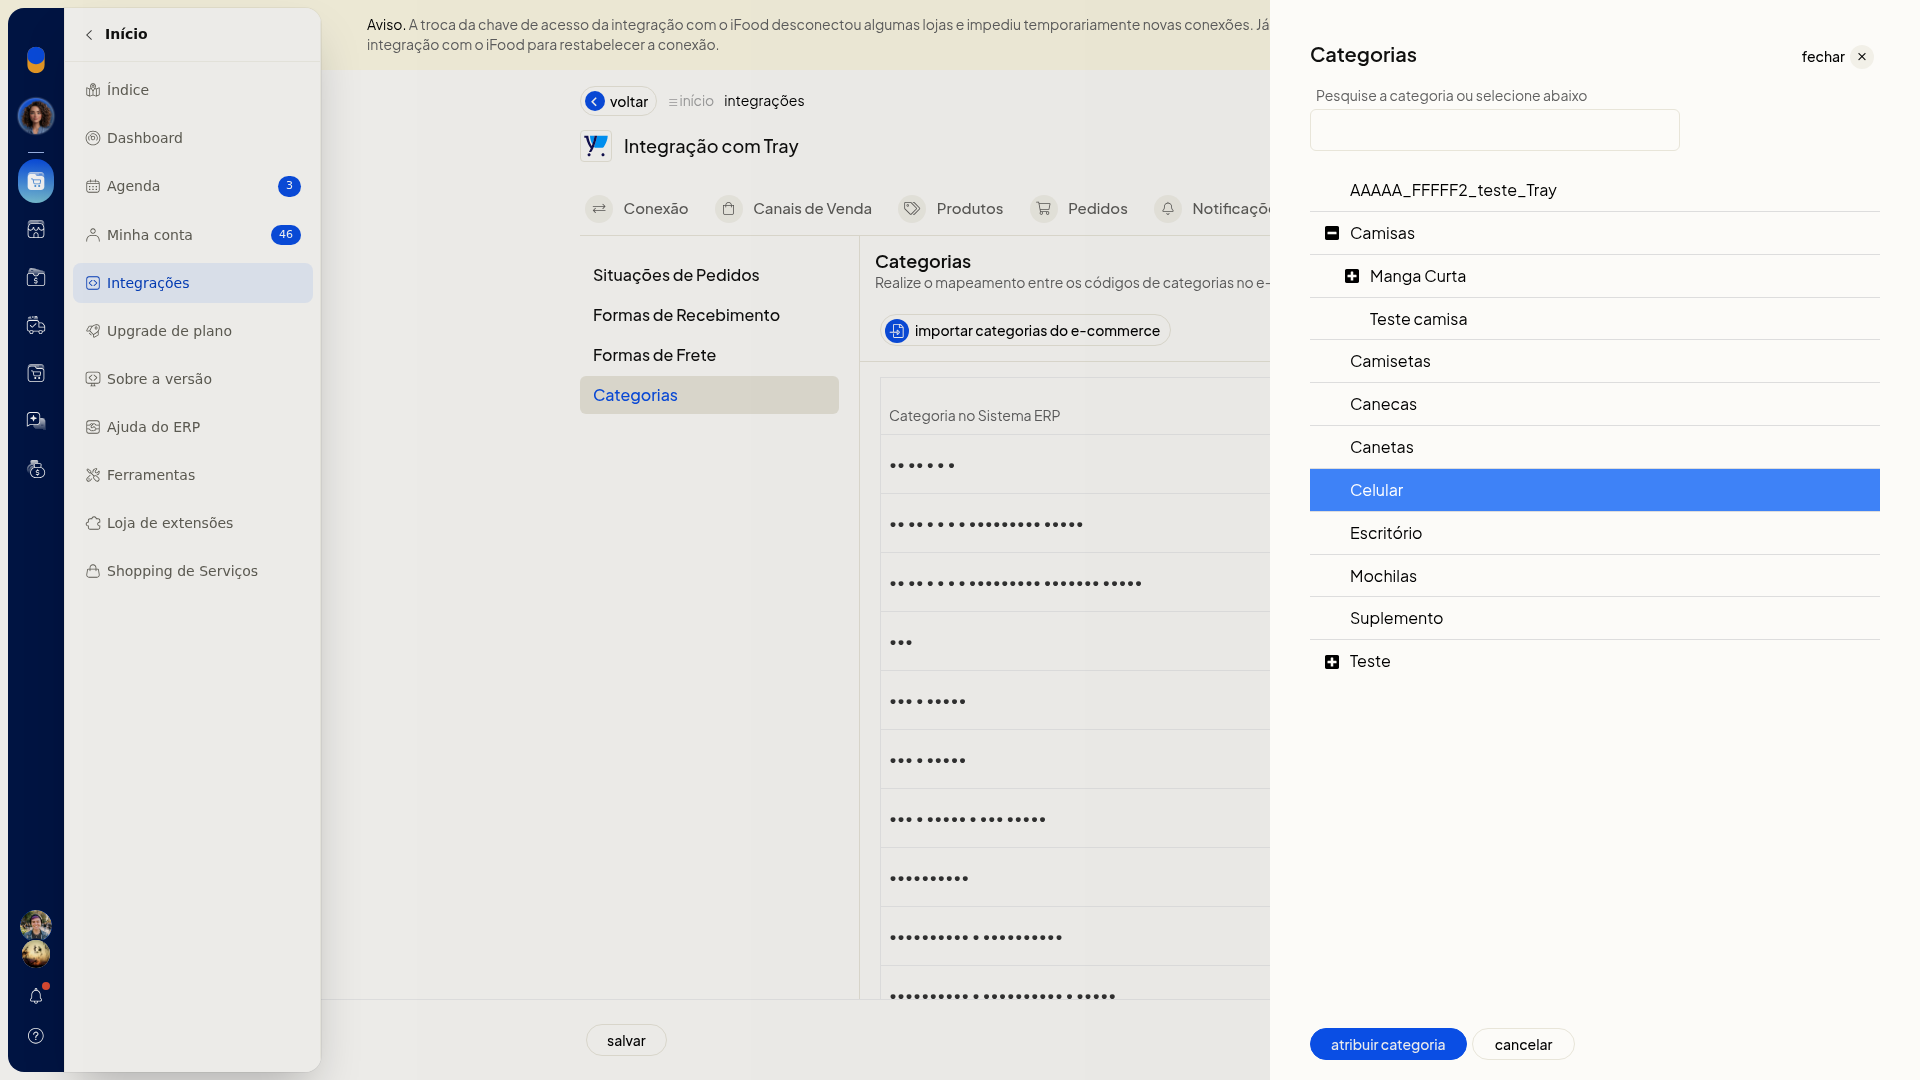 Início
Índice
Dashboard
Agenda
3
Minha conta
46
Integrações
Upgrade de plano
Sobre a versão
Ajuda do ERP
Ferramentas
Loja de extensões
Shopping de Serviços
Aviso. A troca da chave de acesso da integração com o iFood desconectou algumas lojas e impediu temporariamente novas conexões. Já
integração com o iFood para restabelecer a conexão.
voltar
início
integrações
Integração com Tray
Conexão
Canais de Venda
Produtos
Pedidos
Notificaçõ
Situações de Pedidos
Formas de Recebimento
Formas de Frete
Categorias
Categorias
Realize o mapeamento entre os códigos de categorias no e-
importar categorias do e-commerce
Categoria no Sistema ERP
salvar
Categorias
fechar
Pesquise a categoria ou selecione abaixo
AAAAA_FFFFF2_teste_Tray
Camisas
Manga Curta
Teste camisa
Camisetas
Canecas
Canetas
Celular
Escritório
Mochilas
Suplemento
Teste
atribuir categoria
cancelar